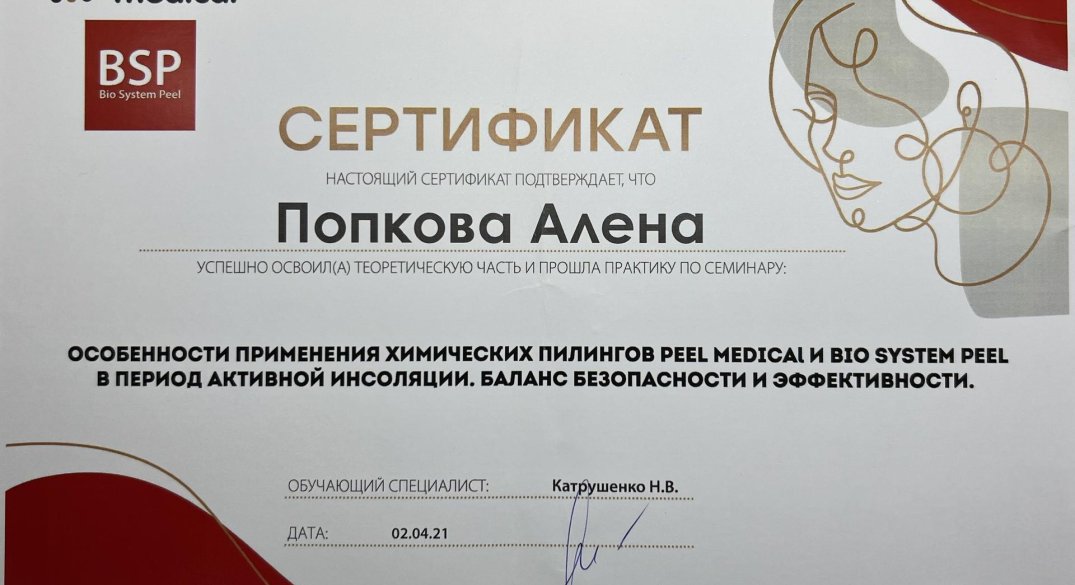 BSP
Bio System Peel
СЕРТИФИКАТ
НАСТОЯЩИЙ СЕРТИФИКАТ ПОДТВЕРЖДАЕТ, ЧТО
Попкова Алена
УСПЕШНО ОСВОИЛ(А) ТЕОРЕТИЧЕСКУЮ ЧАСТЬ И ПРОШЛА ПРАКТИКУ ПО СЕМИНАРУ:
ОСОБЕННОСТИ ПРИМЕНЕНИЯ ХИМИЧЕСКИХ ПИЛИНГОВ PEEL MEDICAL И BIO SYSTEM PEEL
В ПЕРИОД АКТИВНОЙ ИНСОЛЯЦИИ. БАЛАНС БЕЗОПАСНОСТИ И ЭФФЕКТИВНОСТИ.
ОБУЧАЮЩИЙ СПЕЦИАЛИСТ: Катрушенко Н.В.
ДАТА: 02.04.21